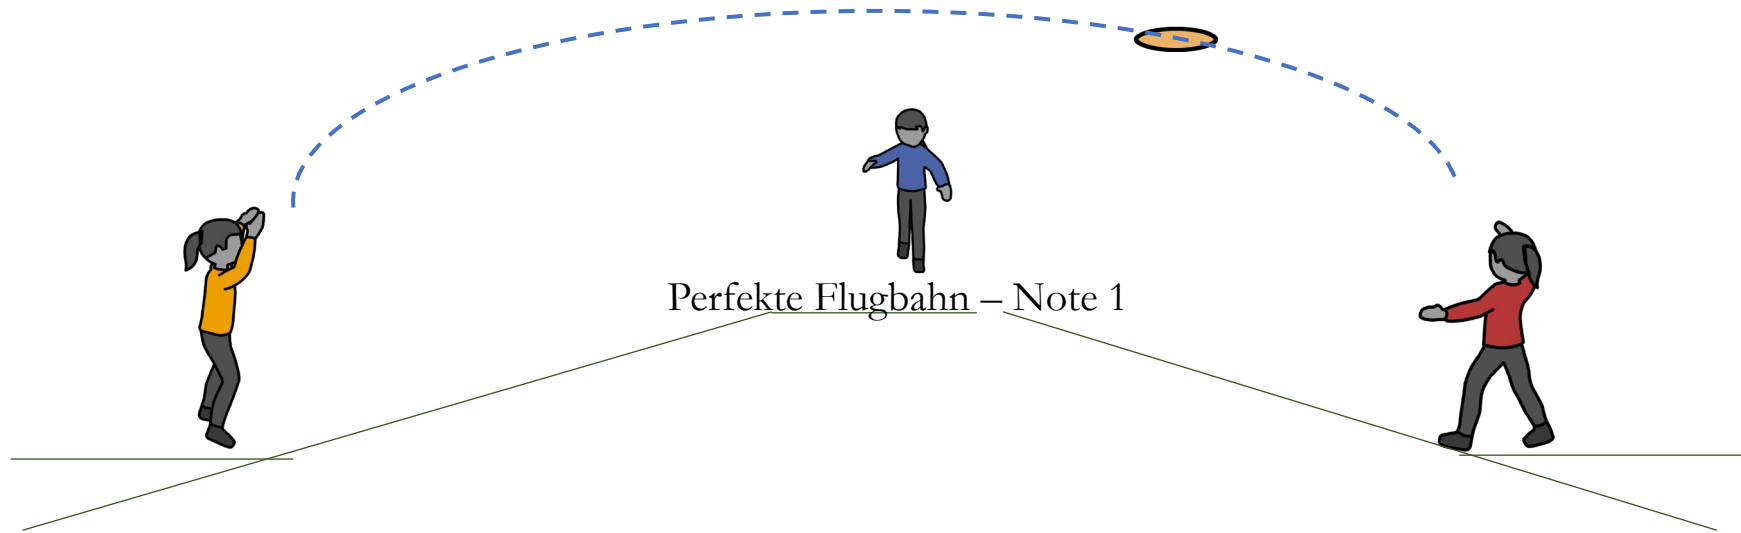 Perfekte Flugbahn – Note 1